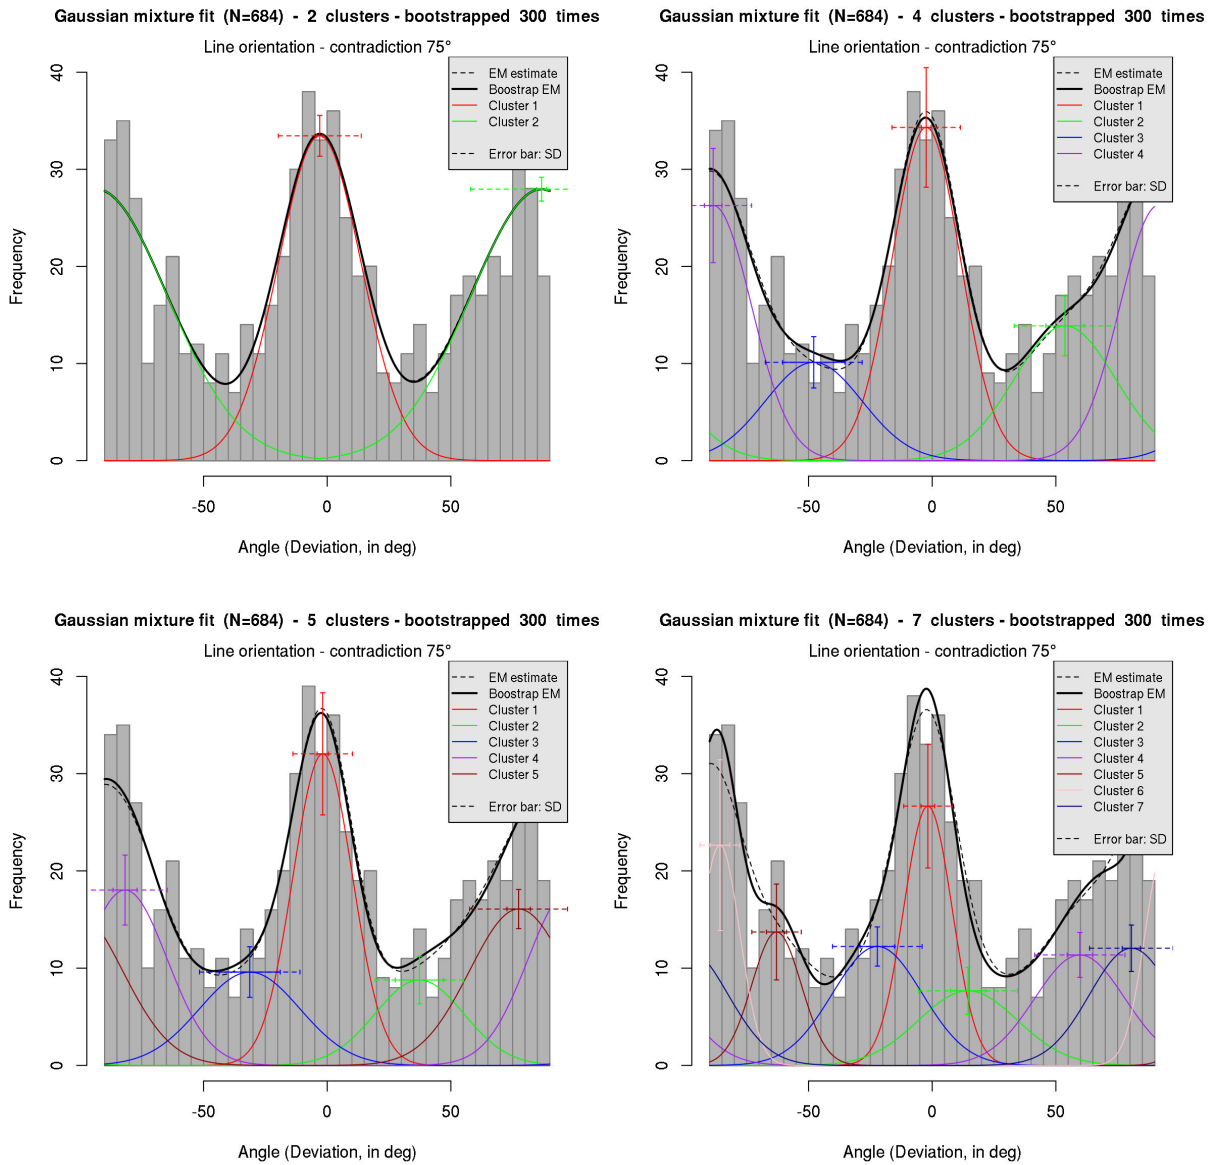 Gaussian mixture fit (N=684) - 2 clusters - bootstrapped 300 times
Line orientation - contradiction 75°
40
30
20
10
0
Frequency
-50 0 50
Angle (Deviation, in deg)
EM estimate
Boostrap EM
Cluster 1
Cluster 2
Error bar: SD
Gaussian mixture fit (N=684) - 4 clusters - bootstrapped 300 times
Line orientation - contradiction 75°
40
30
20
10
0
Frequency
-50 0 50
Angle (Deviation, in deg)
EM estimate
Boostrap EM
Cluster 1
Cluster 2
Cluster 3
Cluster 4
Error bar: SD
Gaussian mixture fit (N=684) - 5 clusters - bootstrapped 300 times
Line orientation - contradiction 75°
40
30
20
10
0
Frequency
-50 0 50
Angle (Deviation, in deg)
EM estimate
Boostrap EM
Cluster 1
Cluster 2
Cluster 3
Cluster 4
Cluster 5
Error bar: SD
Gaussian mixture fit (N=684) - 7 clusters - bootstrapped 300 times
Line orientation - contradiction 75°
40
30
20
10
0
Frequency
-50 0 50
Angle (Deviation, in deg)
EM estimate
Boostrap EM
Cluster 1
Cluster 2
Cluster 3
Cluster 4
Cluster 5
Cluster 6
Cluster 7
Error bar: SD